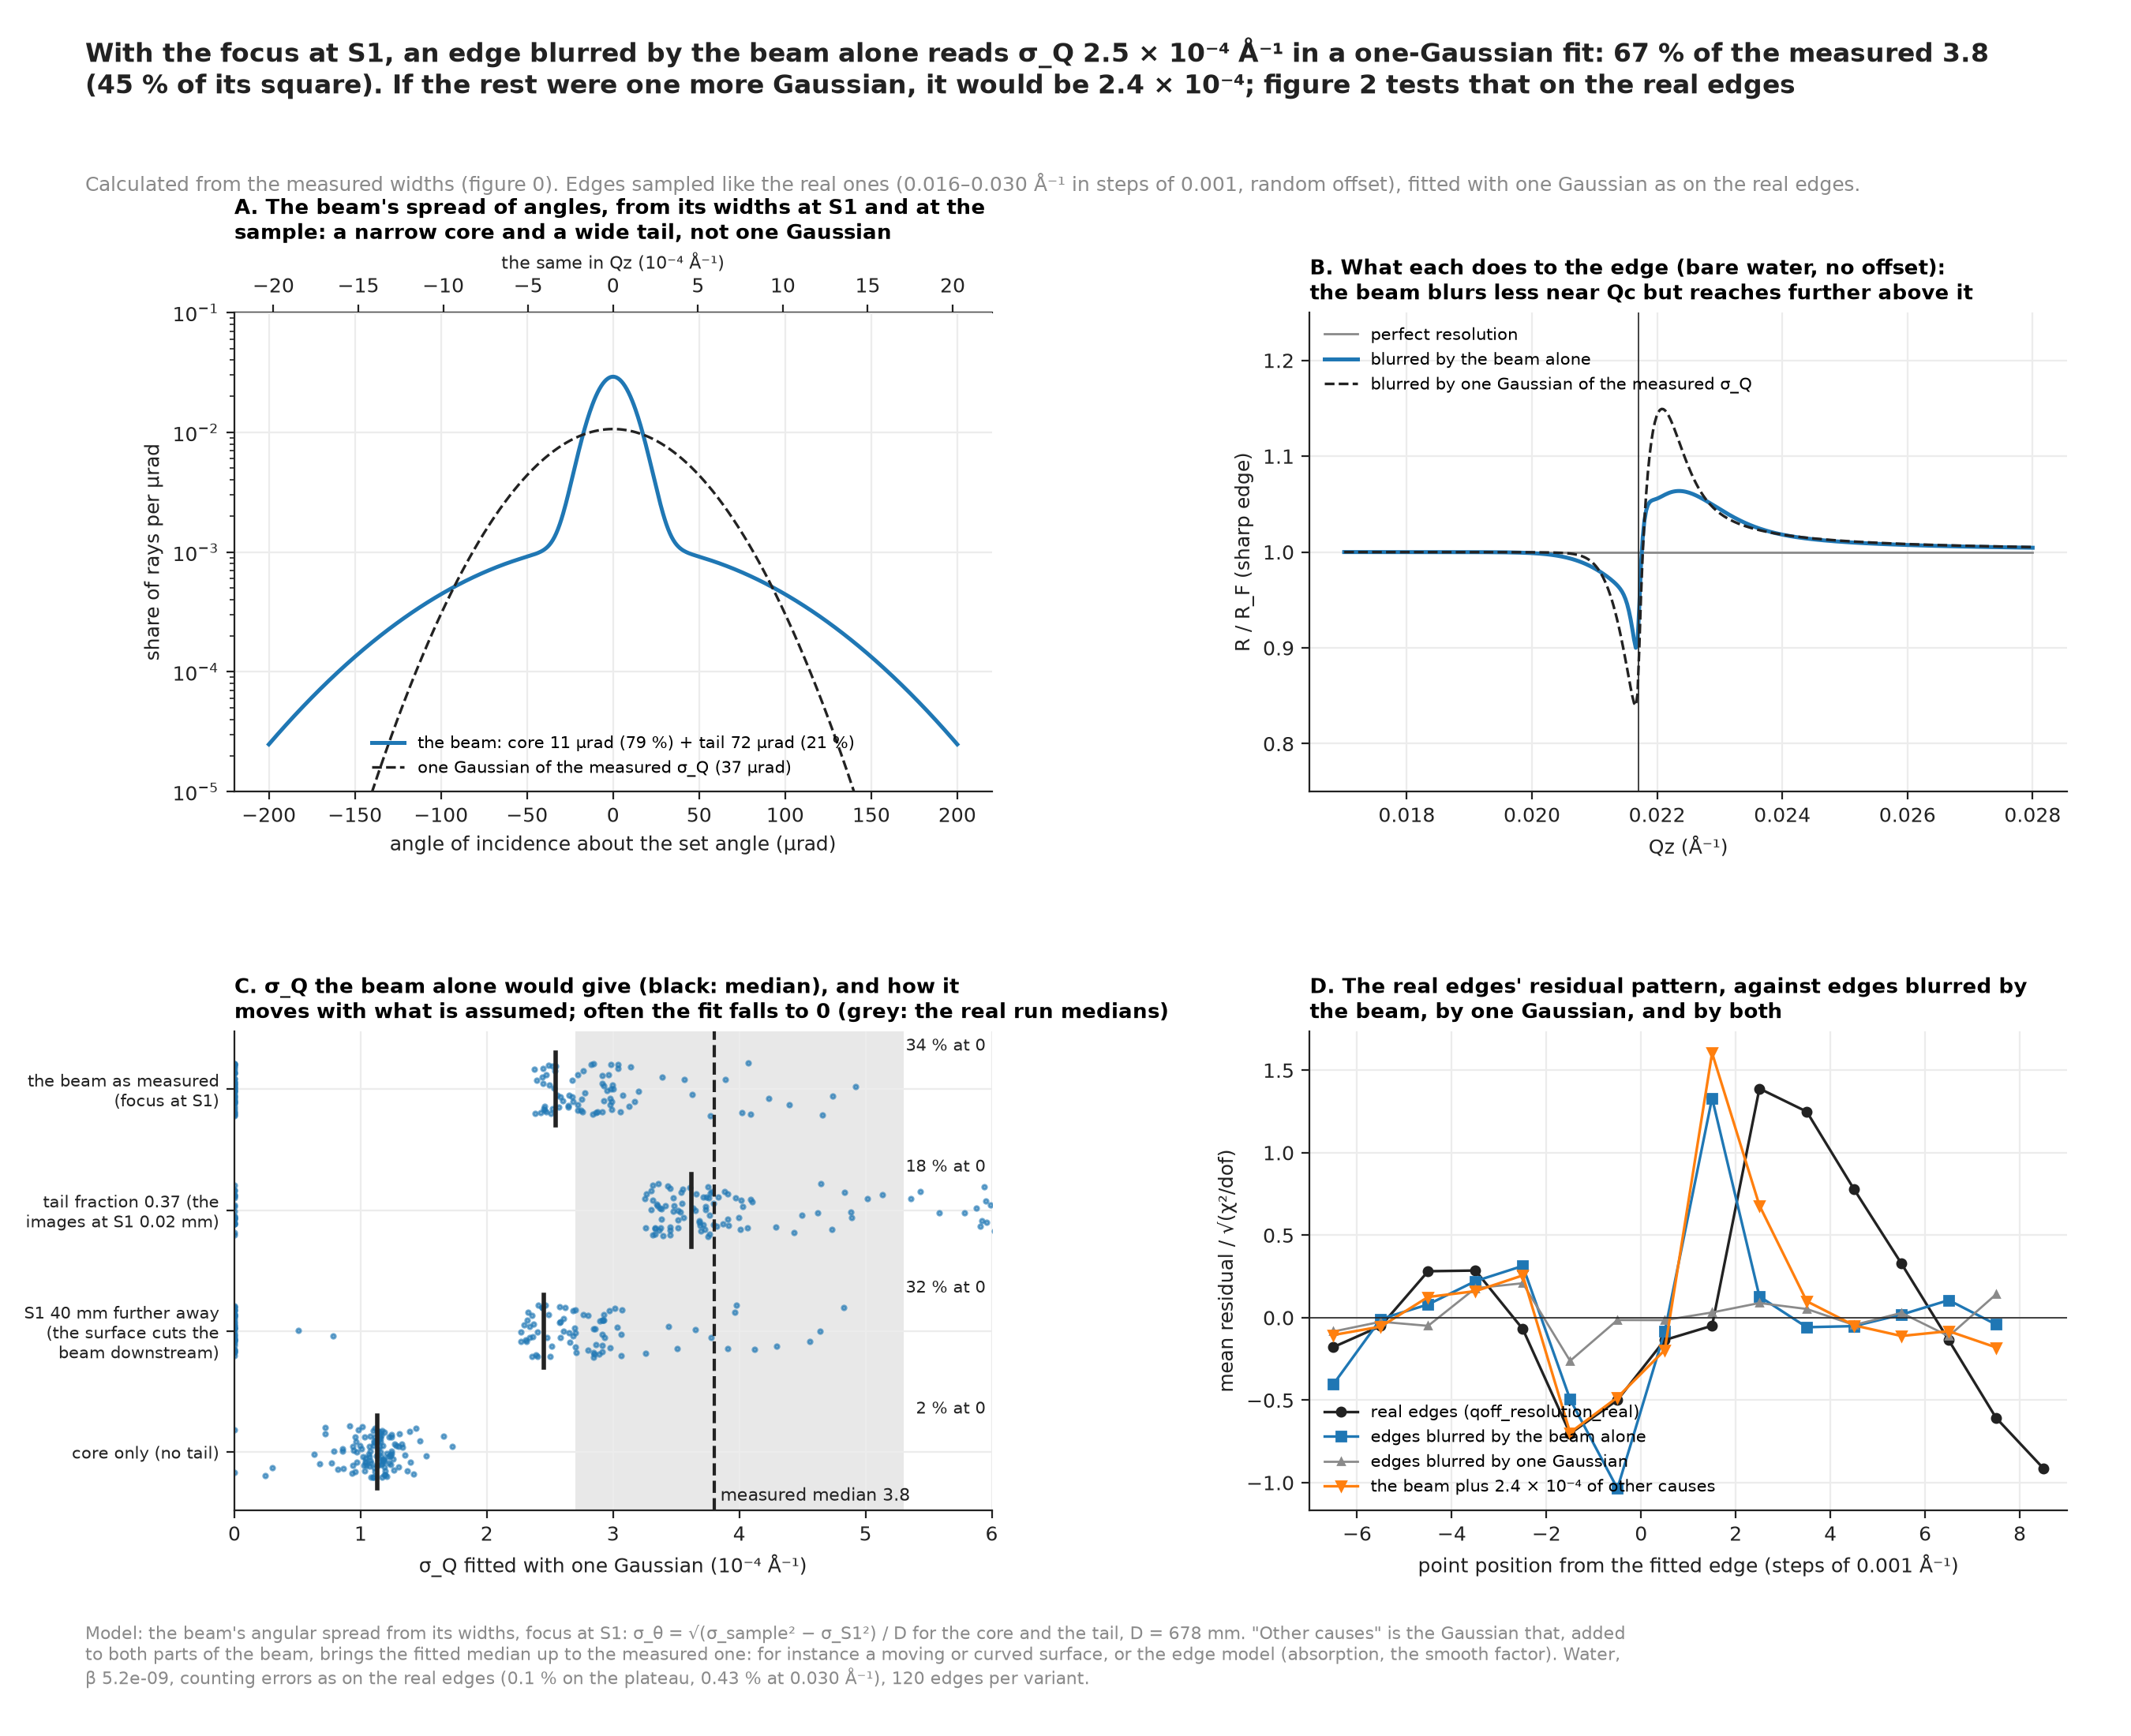 With the focus at S1, an edge blurred by the beam alone reads σ_Q 2.5 × 10⁻⁴ Å⁻¹ in a one-Gaussian fit: 67 % of the measured 3.8
(45 % of its square). If the rest were one more Gaussian, it would be 2.4 × 10⁻⁴; figure 2 tests that on the real edges
Calculated from the measured widths (figure 0). Edges sampled like the real ones (0.016–0.030 Å⁻¹ in steps of 0.001, random offset), fitted with one Gaussian as on the real edges.
A. The beam's spread of angles, from its widths at S1 and at the
sample: a narrow core and a wide tail, not one Gaussian
the same in Qz (10⁻⁴ Å⁻¹)
−20 −15 −10 −5 0 5 10 15 20
10⁻¹
10⁻²
10⁻³
10⁻⁴
10⁻⁵
share of rays per μrad
the beam: core 11 μrad (79 %) + tail 72 μrad (21 %)
one Gaussian of the measured σ_Q (37 μrad)
−200 −150 −100 −50 0 50 100 150 200
angle of incidence about the set angle (μrad)
B. What each does to the edge (bare water, no offset):
the beam blurs less near Qc but reaches further above it
perfect resolution
blurred by the beam alone
blurred by one Gaussian of the measured σ_Q
1.2
1.1
1.0
0.9
0.8
R / R_F (sharp edge)
0.018 0.020 0.022 0.024 0.026 0.028
Qz (Å⁻¹)
C. σ_Q the beam alone would give (black: median), and how it
moves with what is assumed; often the fit falls to 0 (grey: the real run medians)
34 % at 0
the beam as measured
(focus at S1)
18 % at 0
tail fraction 0.37 (the
images at S1 0.02 mm)
32 % at 0
S1 40 mm further away
(the surface cuts the
beam downstream)
2 % at 0
core only (no tail)
measured median 3.8
0 1 2 3 4 5 6
σ_Q fitted with one Gaussian (10⁻⁴ Å⁻¹)
D. The real edges' residual pattern, against edges blurred by
the beam, by one Gaussian, and by both
1.5
1.0
0.5
0.0
−0.5
−1.0
mean residual / √(χ²/dof)
real edges (qoff_resolution_real)
edges blurred by the beam alone
edges blurred by one Gaussian
the beam plus 2.4 × 10⁻⁴ of other causes
−6 −4 −2 0 2 4 6 8
point position from the fitted edge (steps of 0.001 Å⁻¹)
Model: the beam's angular spread from its widths, focus at S1: σ_θ = √(σ_sample² − σ_S1²) / D for the core and the tail, D = 678 mm. "Other causes" is the Gaussian that, added
to both parts of the beam, brings the fitted median up to the measured one: for instance a moving or curved surface, or the edge model (absorption, the smooth factor). Water,
β 5.2e-09, counting errors as on the real edges (0.1 % on the plateau, 0.43 % at 0.030 Å⁻¹), 120 edges per variant.